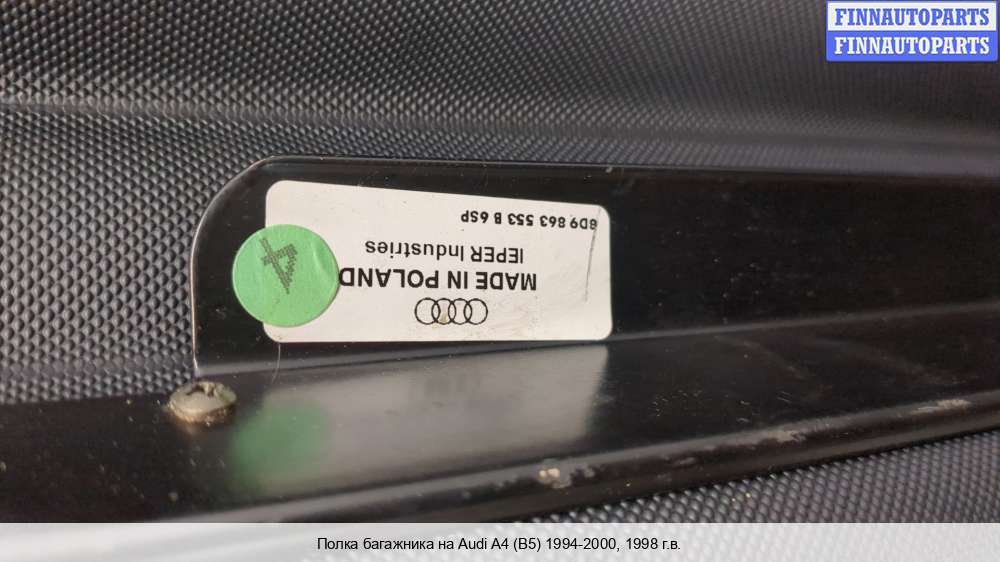 FINNAUTOPARTS
FINNAUTOPARTS
MADE IN POLAND
IEPER Industries
8D9 863 553 B 6SP
4
Полка багажника на Audi A4 (B5) 1994-2000, 1998 г.в.